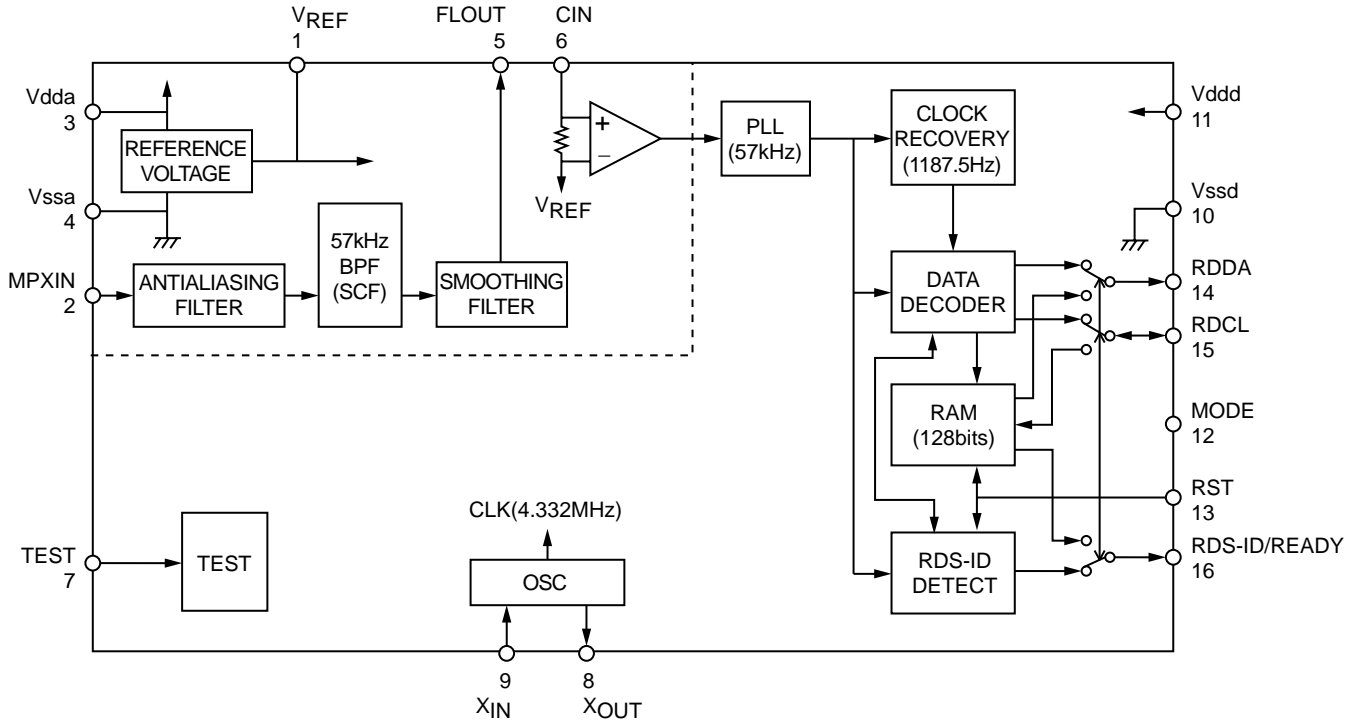 VREF
1
FLOUT
5
CIN
6
Vdda
3
REFERENCE
VOLTAGE
Vssa
4
MPXIN
2
ANTIALIASING
FILTER
57kHz
BPF
(SCF)
SMOOTHING
FILTER
+
−
VREF
PLL
(57kHz)
CLOCK
RECOVERY
(1187.5Hz)
Vddd
11
Vssd
10
DATA
DECODER
RDDA
14
RDCL
15
RAM
(128bits)
MODE
12
RST
13
RDS-ID
DETECT
RDS-ID/READY
16
TEST
7
TEST
CLK(4.332MHz)
OSC
9
XIN
8
XOUT